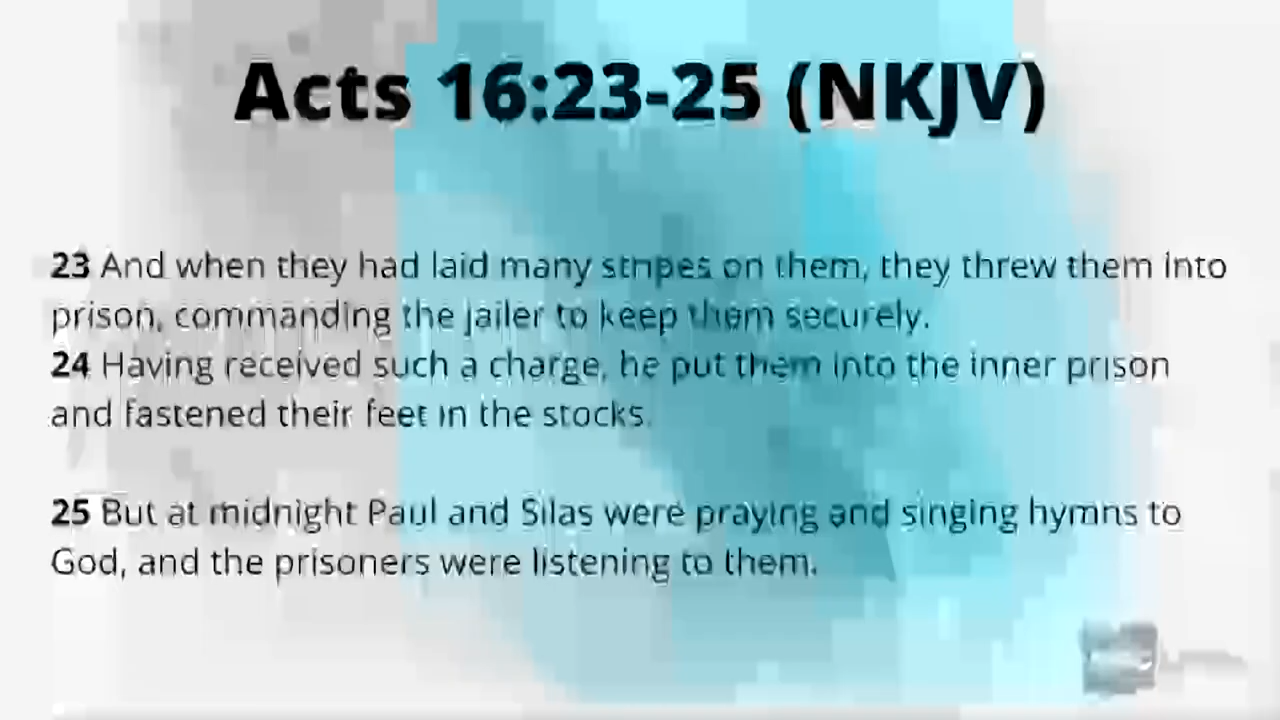 Acts 16:23-25 (NKJV)
23 And when they had laid many stripes on them, they threw them into
prison, commanding the jailer to keep them securely.
24 Having received such a charge, he put them into the inner prison
and fastened their feet in the stocks.
25 But at midnight Paul and Silas were praying and singing hymns to
God, and the prisoners were listening to them.